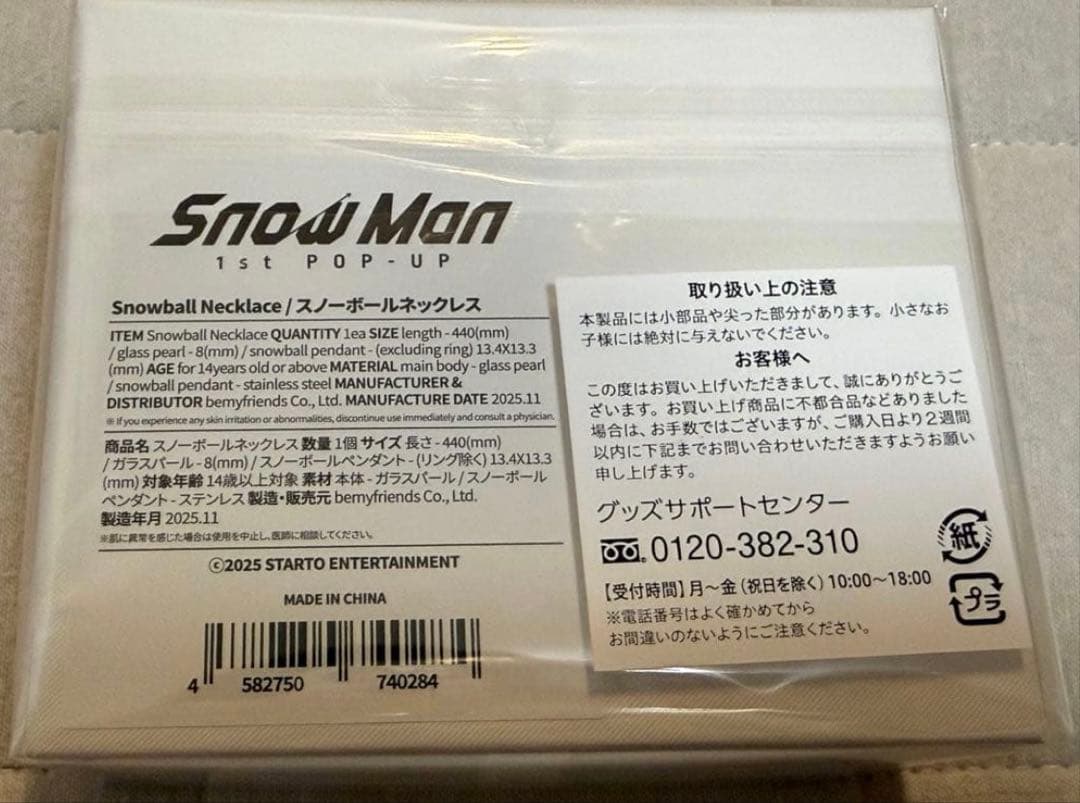 Snow Man
1st POP-UP
Snowball Necklace / スノーボールネックレス
ITEM Snowball Necklace QUANTITY 1ea SIZE length - 440(mm)
/ glass pearl - 8(mm) / snowball pendant - (excluding ring) 13.4X13.3
(mm) AGE for 14years old or above MATERIAL main body - glass pearl
/ snowball pendant - stainless steel MANUFACTURER &
DISTRIBUTOR bemyfriends Co., Ltd. MANUFACTURE DATE 2025.11
※ If you experience any skin irritation or abnormalities, discontinue use immediately and consult a physician.
商品名 スノーボールネックレス 数量 1個 サイズ 長さ - 440(mm)
/ ガラスパール - 8(mm) / スノーボールペンダント - (リング除く) 13.4X13.3
(mm) 対象年齢 14歳以上対象 素材 本体 - ガラスパール / スノーボール
ペンダント - ステンレス 製造・販売元 bemyfriends Co., Ltd.
製造年月 2025.11
※肌に異常を感じた場合は使用を中止し、医師に相談してください。
©2025 STARTO ENTERTAINMENT
MADE IN CHINA
4 582750 740284
取り扱い上の注意
本製品には小部品や尖った部分があります。小さなお
子様には絶対に与えないでください。
お客様へ
この度はお買い上げいただきまして、誠にありがとうご
ざいます。お買い上げ商品に不都合品などありました
場合は、お手数ではございますが、ご購入日より2週間
以内に下記までお問い合わせいただきますようお願い
申し上げます。
グッズサポートセンター
0120-382-310
【受付時間】月〜金（祝日を除く）10:00〜18:00
※電話番号はよく確かめてから
お間違いのないようにご注意ください。
紙
プラ